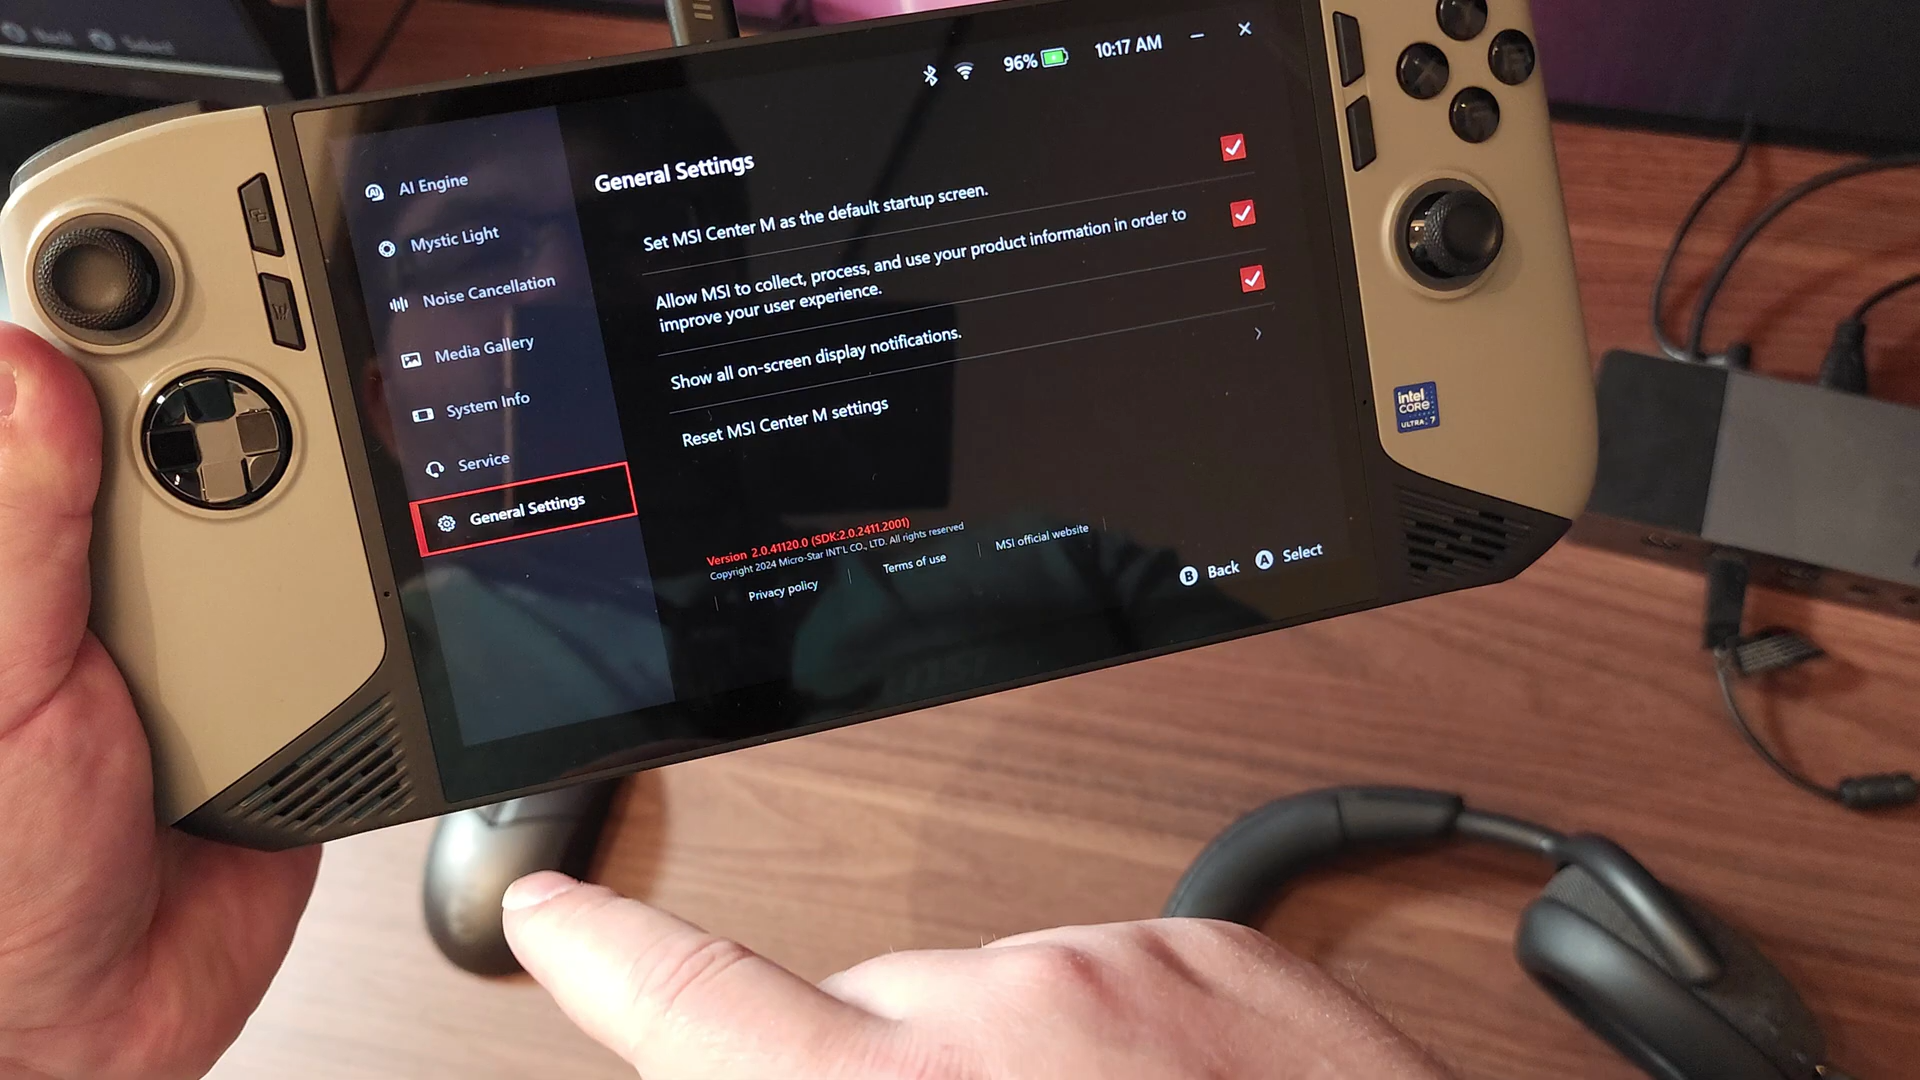 96%
10:17 AM
AI Engine
Mystic Light
Noise Cancellation
Media Gallery
System Info
Service
General Settings
General Settings
Set MSI Center M as the default startup screen.
Allow MSI to collect, process, and use your product information in order to
improve your user experience.
Show all on-screen display notifications.
Reset MSI Center M settings
Version 2.0.41120.0 (SDK:2.0.2411.2001)
Copyright 2024 Micro-Star INT'L CO., LTD. All rights reserved
Privacy policy
Terms of use
MSI official website
B Back
A Select
intel
CORE
ULTRA 7
msi
X